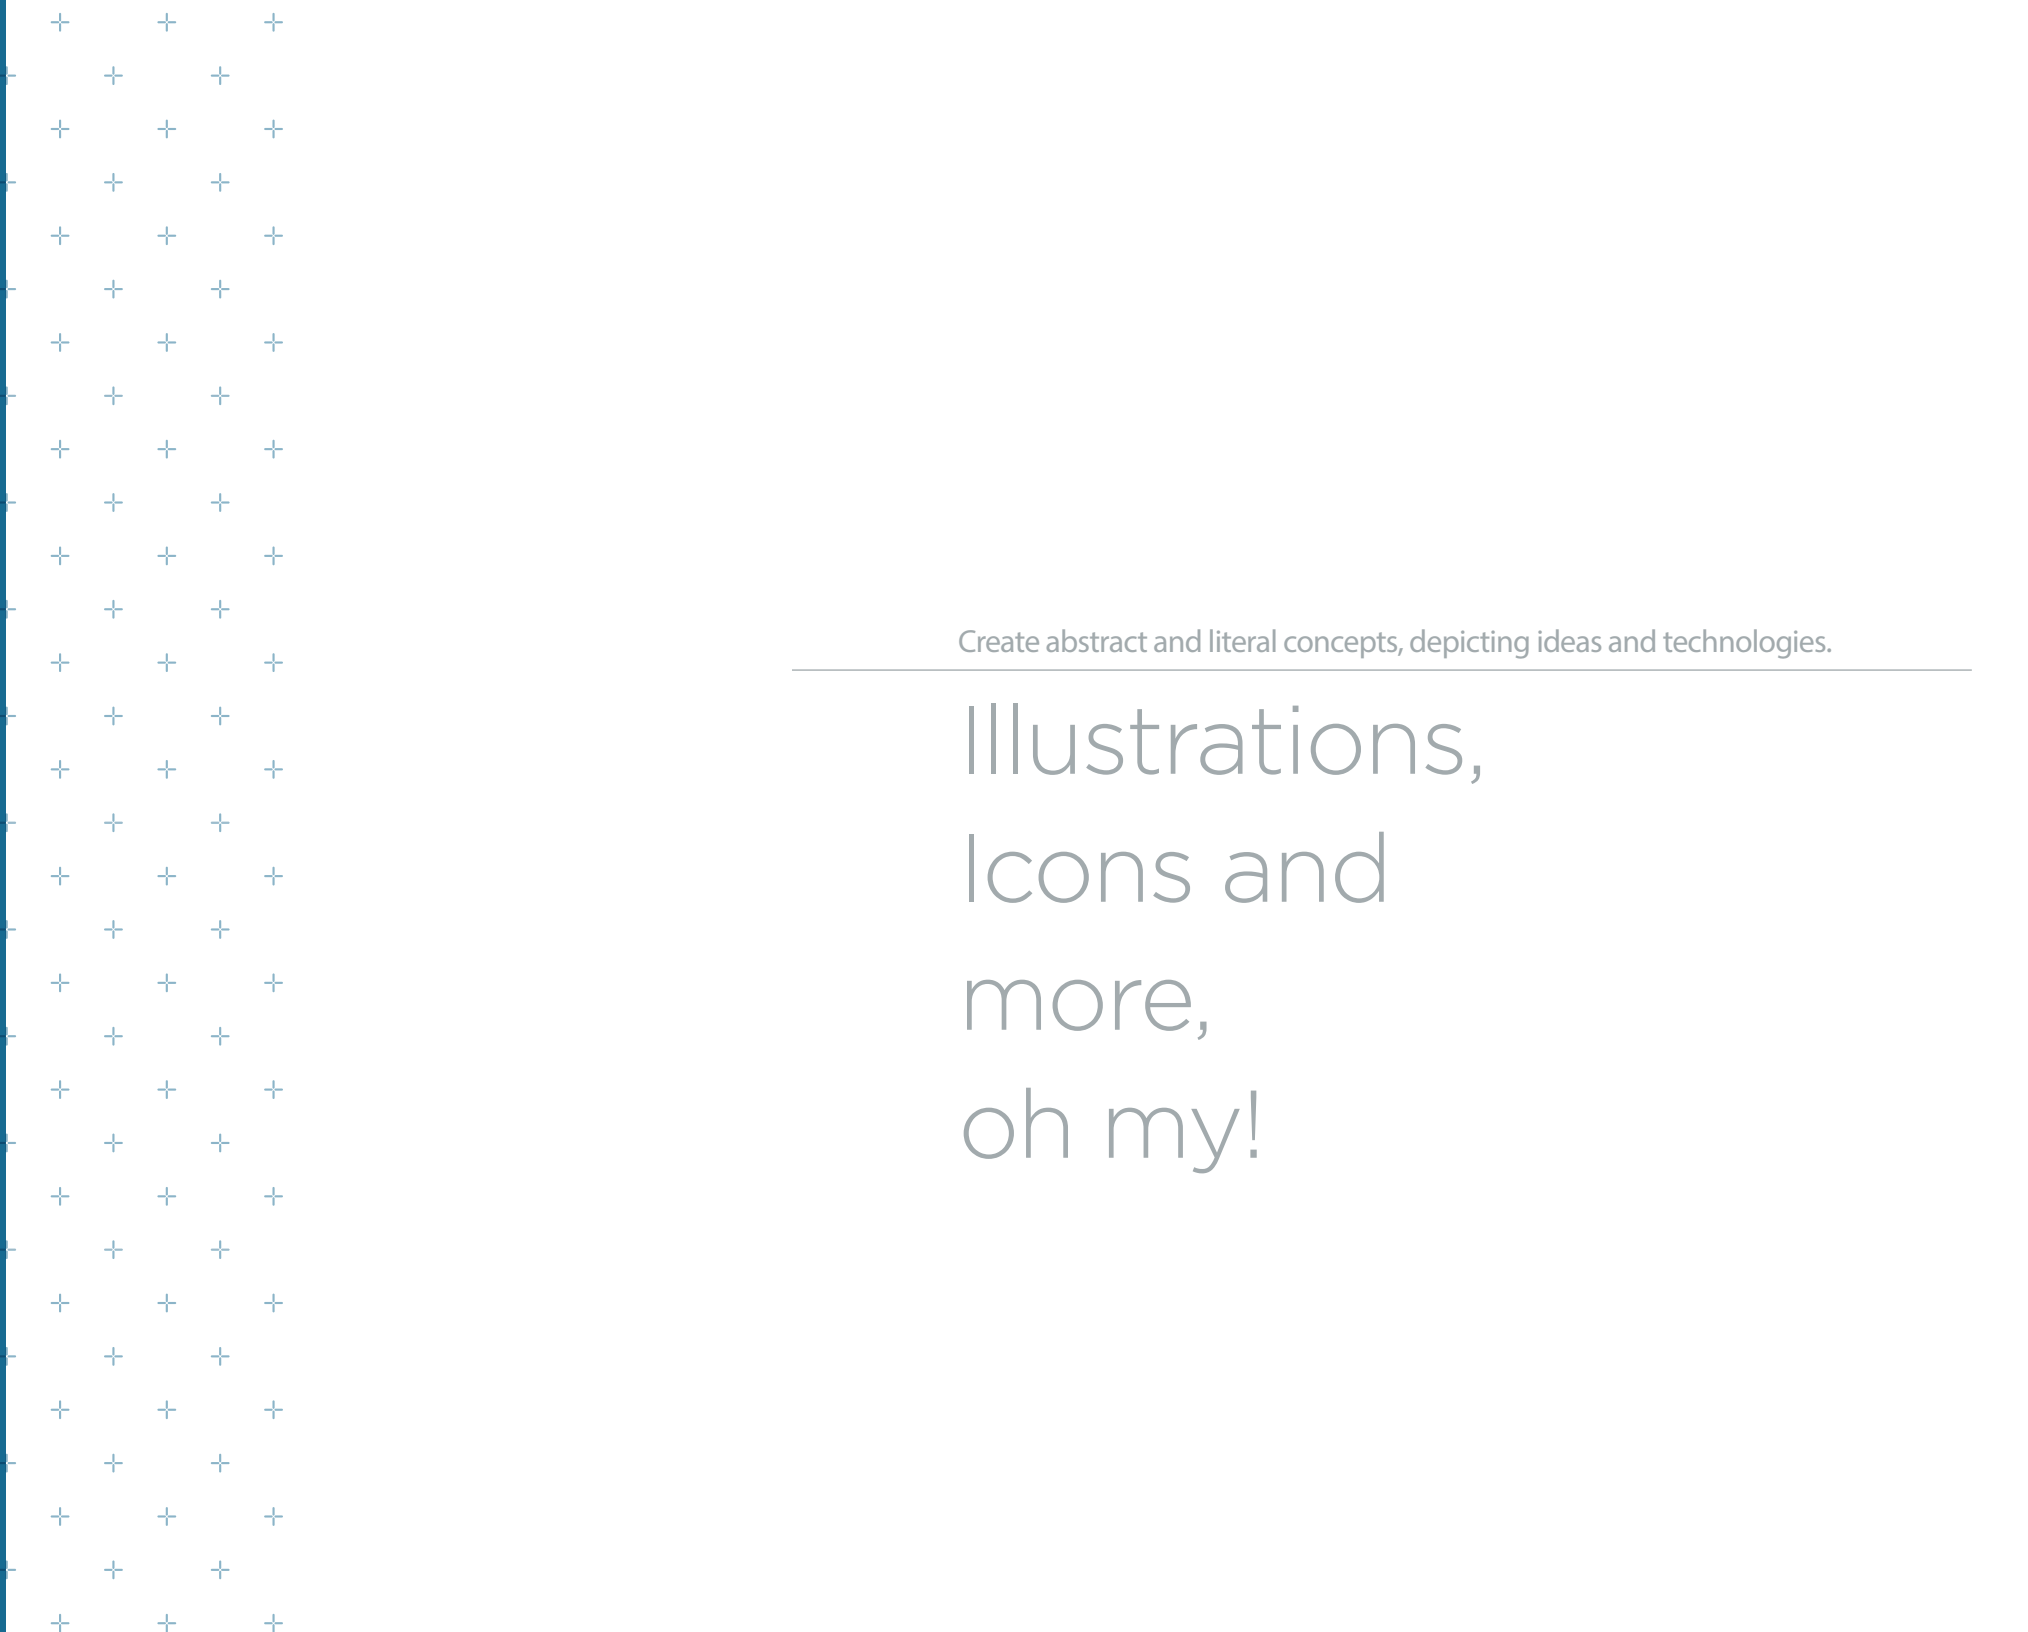 Create abstract and literal concepts, depicting ideas and technologies.
Illustrations,
Icons and
more,
oh my!